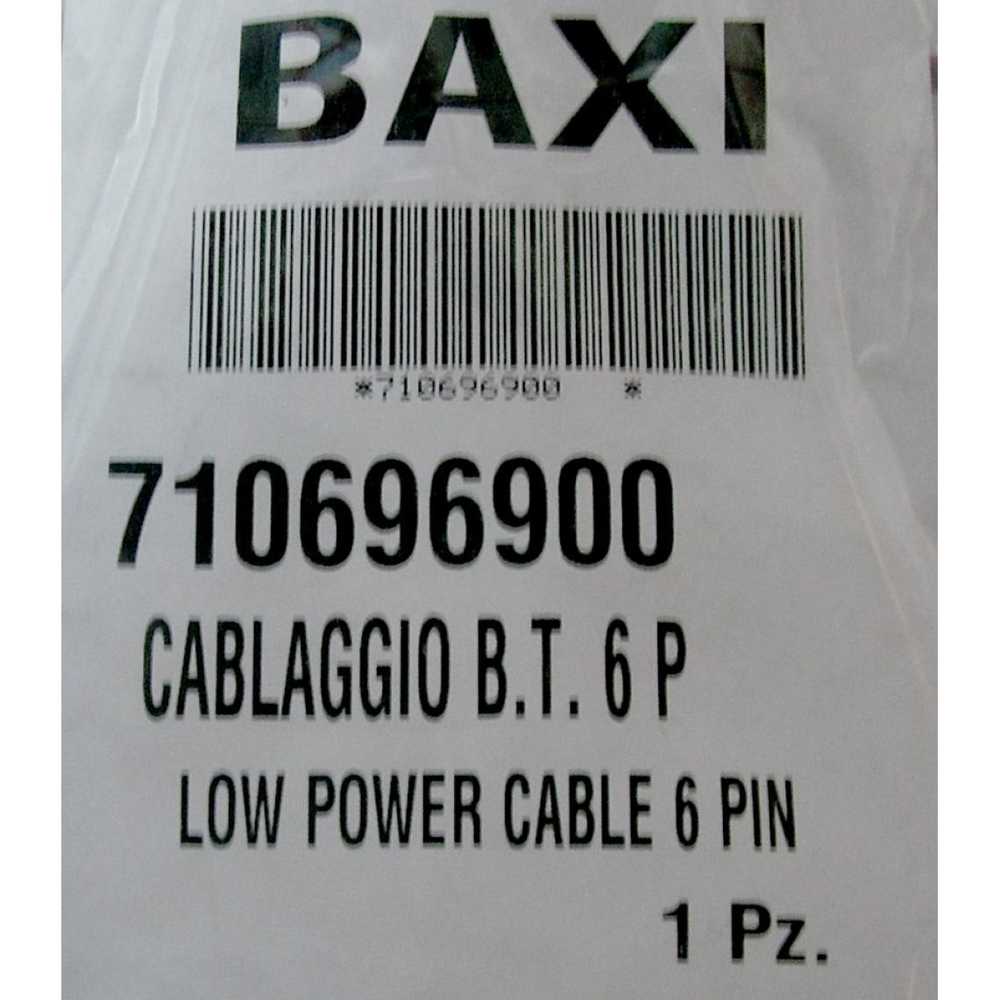 BAXI
*710696900 *
710696900
CABLAGGIO B.T. 6 P
LOW POWER CABLE 6 PIN
1 Pz.